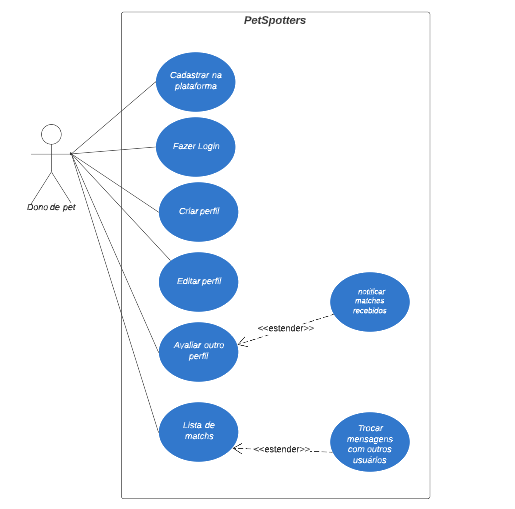 PetSpotters
Cadastrar na
plataforma
Fazer Login
Dono de pet
Criar perfil
Editar perfil
notificar
matches
recebidos
<<estender>>
Avaliar outro
perfil
Lista de
matchs
<<estender>>
Trocar
mensagens
com outros
usuários